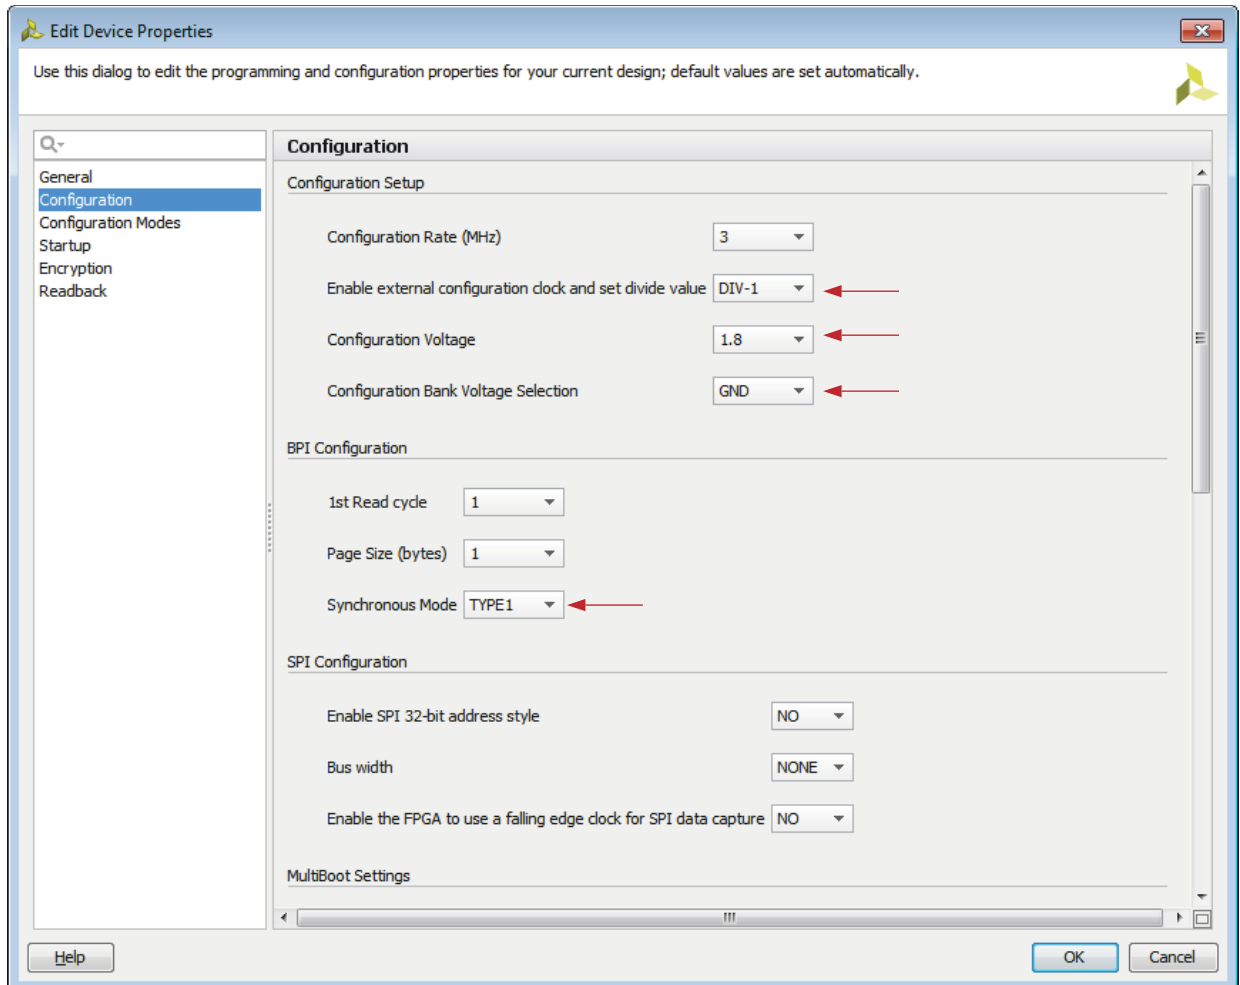 Edit Device Properties
Use this dialog to edit the programming and configuration properties for your current design; default values are set automatically.
General
Configuration
Configuration Modes
Startup
Encryption
Readback
Configuration
Configuration Setup
Configuration Rate (MHz) 3
Enable external configuration clock and set divide value DIV-1
Configuration Voltage 1.8
Configuration Bank Voltage Selection GND
BPI Configuration
1st Read cycle 1
Page Size (bytes) 1
Synchronous Mode TYPE1
SPI Configuration
Enable SPI 32-bit address style NO
Bus width NONE
Enable the FPGA to use a falling edge clock for SPI data capture NO
MultiBoot Settings
Help OK Cancel